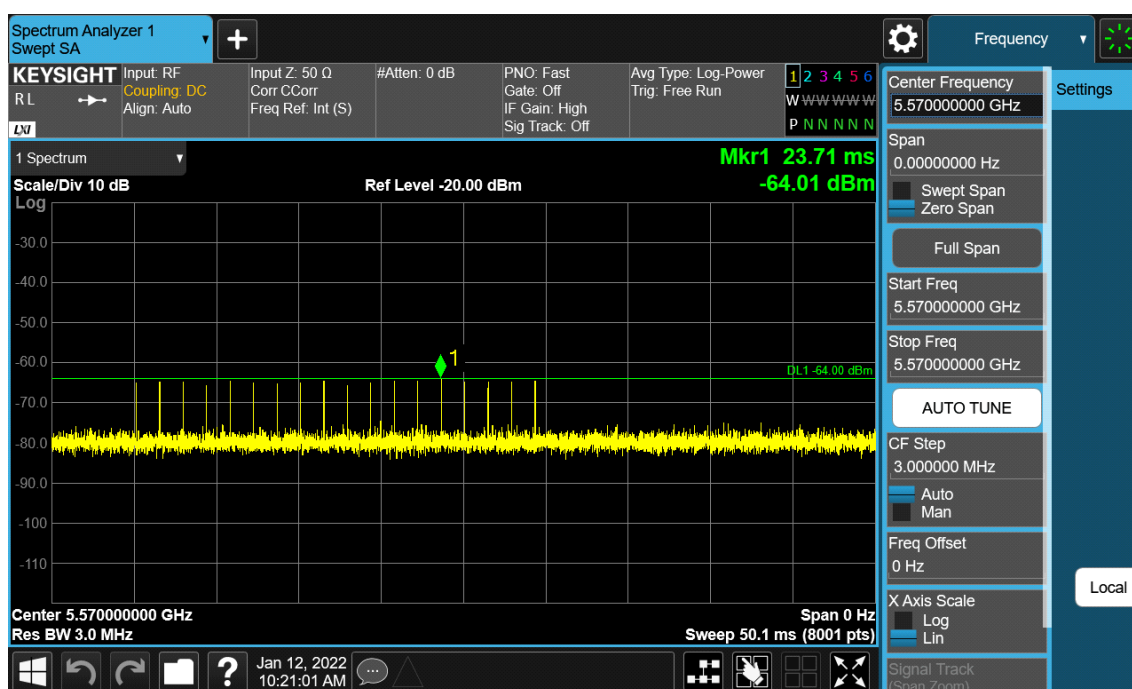 Spectrum Analyzer 1
Swept SA
Frequency
KEYSIGHT
R L
LXI
Input: RF
Coupling: DC
Align: Auto
Input Z: 50 Ω
Corr CCorr
Freq Ref: Int (S)
#Atten: 0 dB
PNO: Fast
Gate: Off
IF Gain: High
Sig Track: Off
Avg Type: Log-Power
Trig: Free Run
1 2 3 4 5 6
W W W W W W
P N N N N N
1 Spectrum
Mkr1 23.71 ms
Scale/Div 10 dB
Ref Level -20.00 dBm
-64.01 dBm
Log
-30.0
-40.0
-50.0
-60.0
1
DL1 -64.00 dBm
-70.0
-80.0
-90.0
-100
-110
Center 5.570000000 GHz
Span 0 Hz
Res BW 3.0 MHz
Sweep 50.1 ms (8001 pts)
?
Jan 12, 2022
10:21:01 AM
Center Frequency
5.570000000 GHz
Span
0.00000000 Hz
Swept Span
Zero Span
Full Span
Start Freq
5.570000000 GHz
Stop Freq
5.570000000 GHz
AUTO TUNE
CF Step
3.000000 MHz
Auto
Man
Freq Offset
0 Hz
X Axis Scale
Log
Lin
Signal Track
(Span Zoom)
Settings
Local